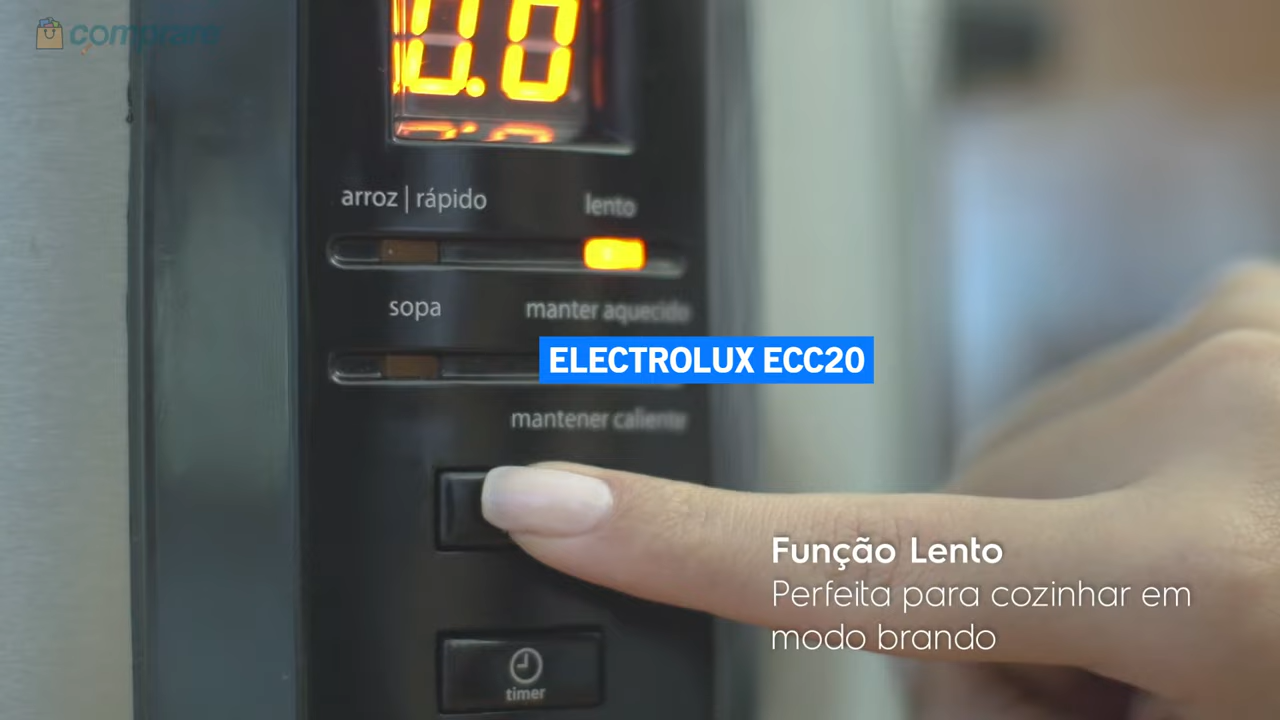 comprare
0.0
arroz | rápido
lento
sopa
manter aquecido
ELECTROLUX ECC20
mantener caliente
Função Lento
Perfeita para cozinhar em
modo brando
timer